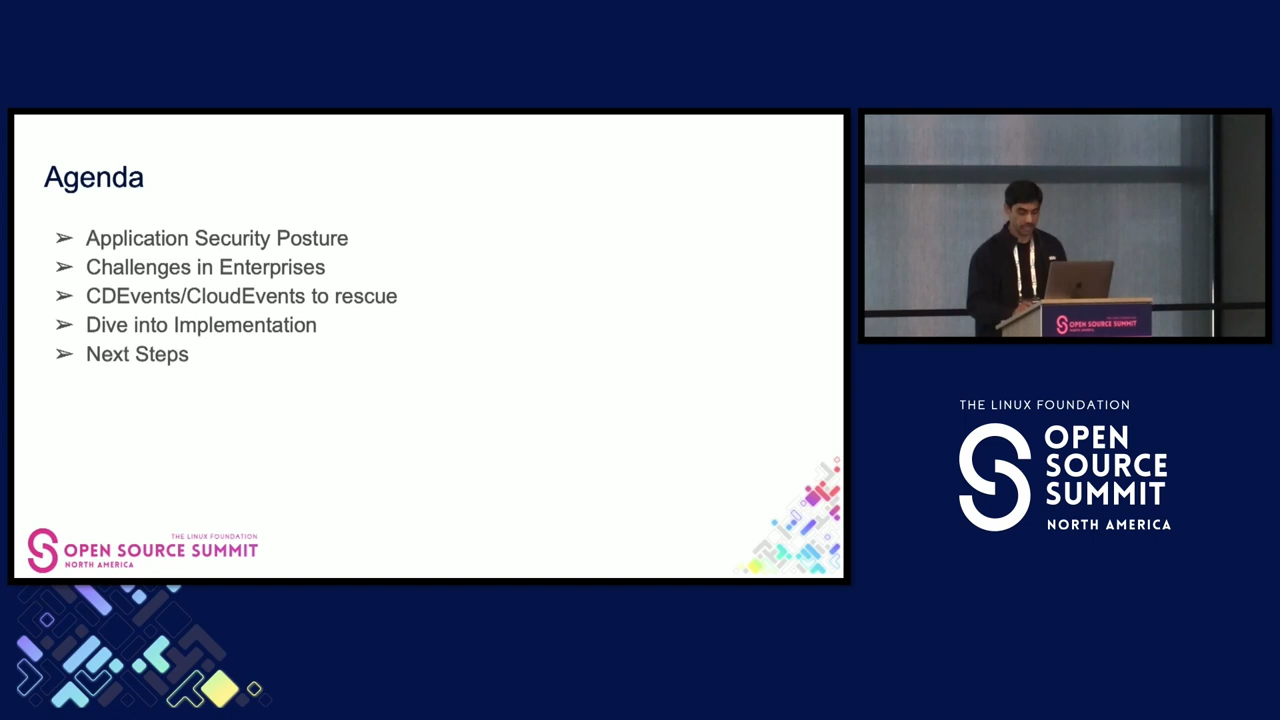 Agenda
➢ Application Security Posture
➢ Challenges in Enterprises
➢ CDEvents/CloudEvents to rescue
➢ Dive into Implementation
➢ Next Steps
THE LINUX FOUNDATION
OPEN SOURCE SUMMIT
NORTH AMERICA
OPEN SOURCE SUMMIT
THE LINUX FOUNDATION
OPEN
SOURCE
SUMMIT
NORTH AMERICA